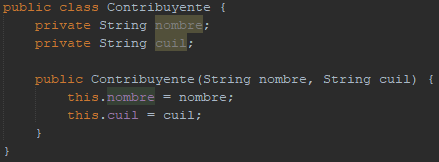 public class Contribuyente {
    private String nombre;
    private String cuil;

    public Contribuyente(String nombre, String cuil) {
        this.nombre = nombre;
        this.cuil = cuil;
    }
}